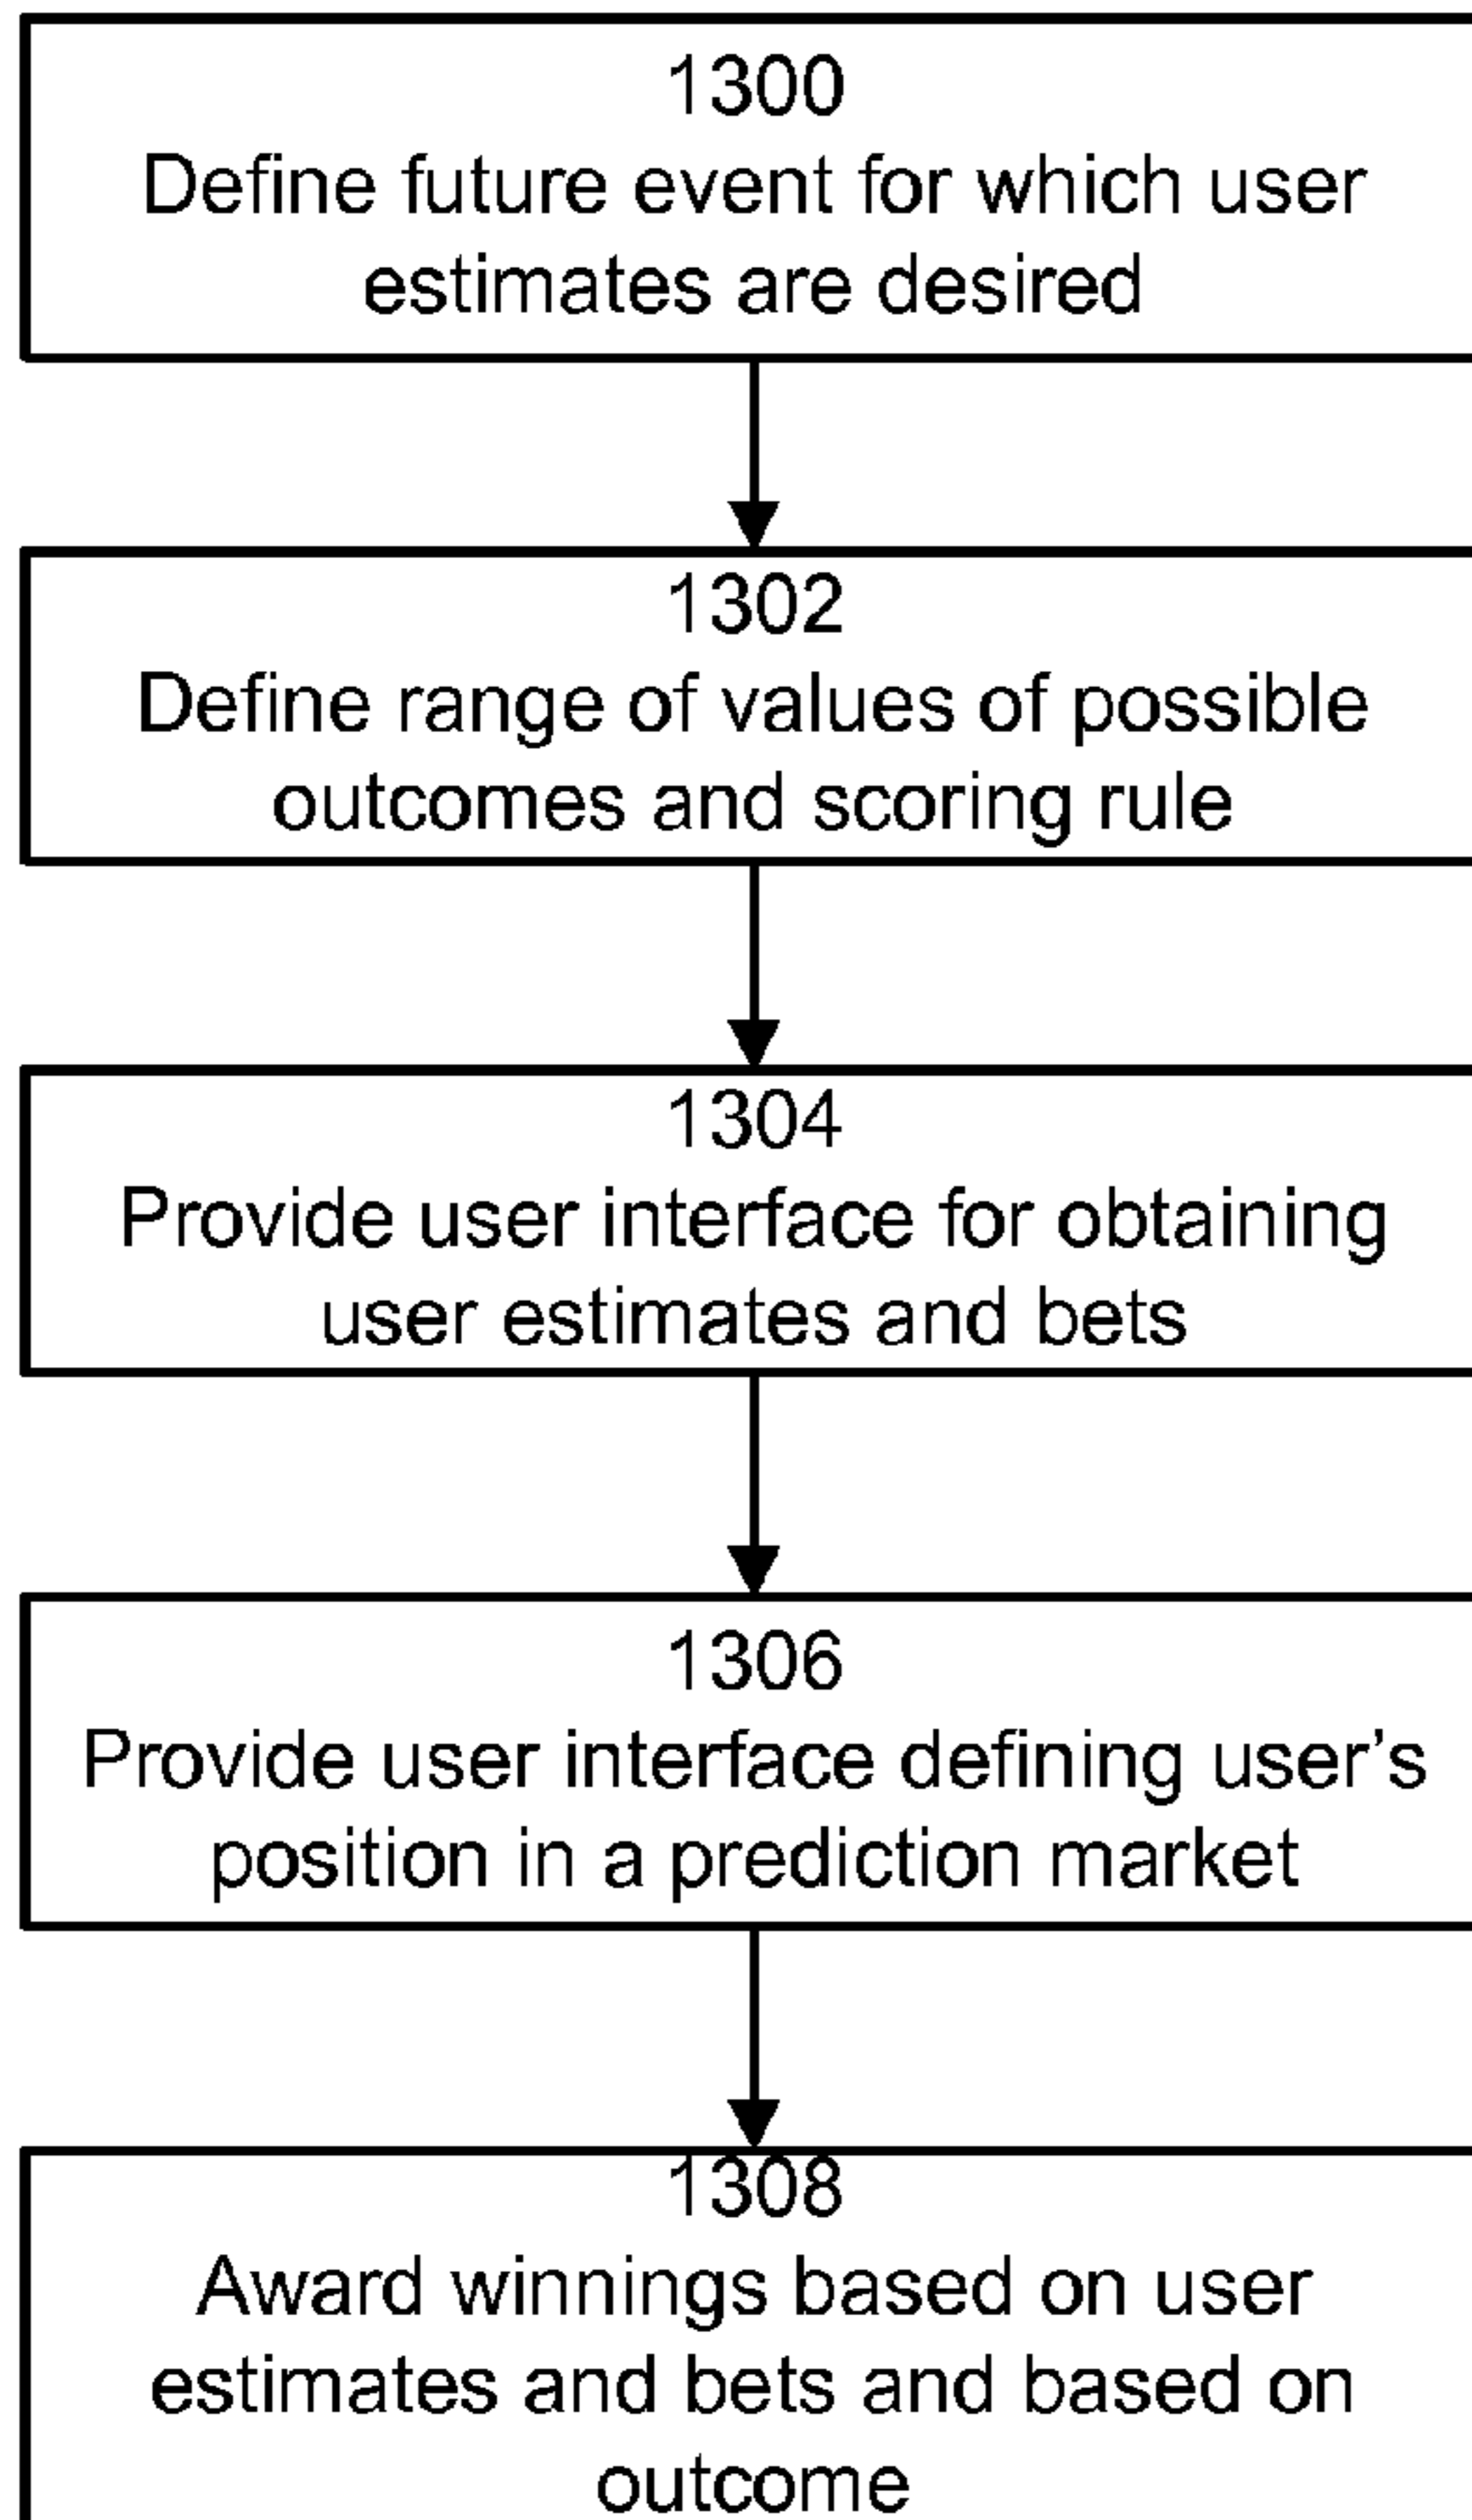 1300
Define future event for which user
estimates are desired
1302
Define range of values of possible
outcomes and scoring rule
1304
Provide user interface for obtaining
user estimates and bets
1306
Provide user interface defining user’s
position in a prediction market
1308
Award winnings based on user
estimates and bets and based on
outcome